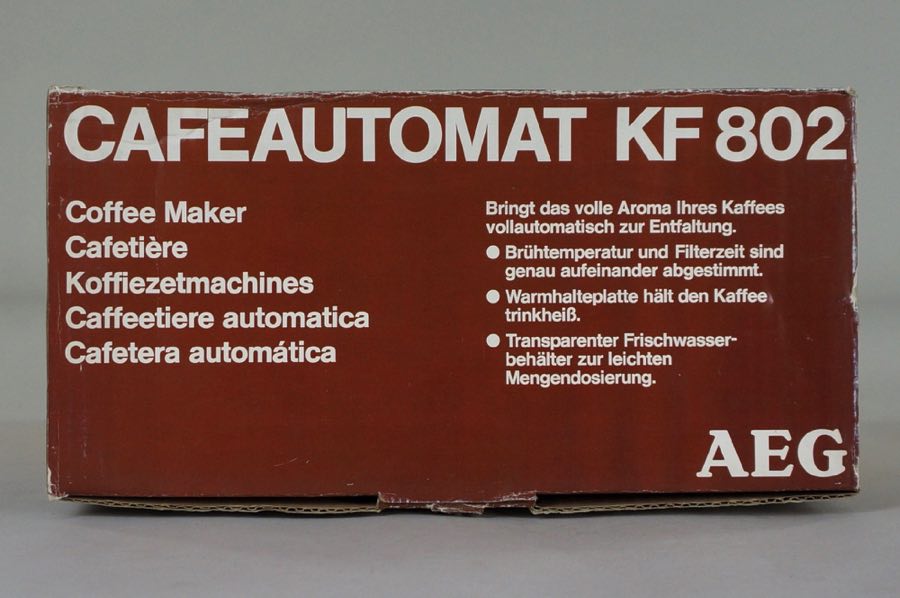 CAFEAUTOMAT KF 802
Coffee Maker
Cafetière
Koffiezetmachines
Caffeetiere automatica
Cafetera automática
Bringt das volle Aroma Ihres Kaffees
vollautomatisch zur Entfaltung.
● Brühtemperatur und Filterzeit sind
genau aufeinander abgestimmt.
● Warmhalteplatte hält den Kaffee
trinkheiß.
● Transparenter Frischwasser-
behälter zur leichten
Mengendosierung.
AEG